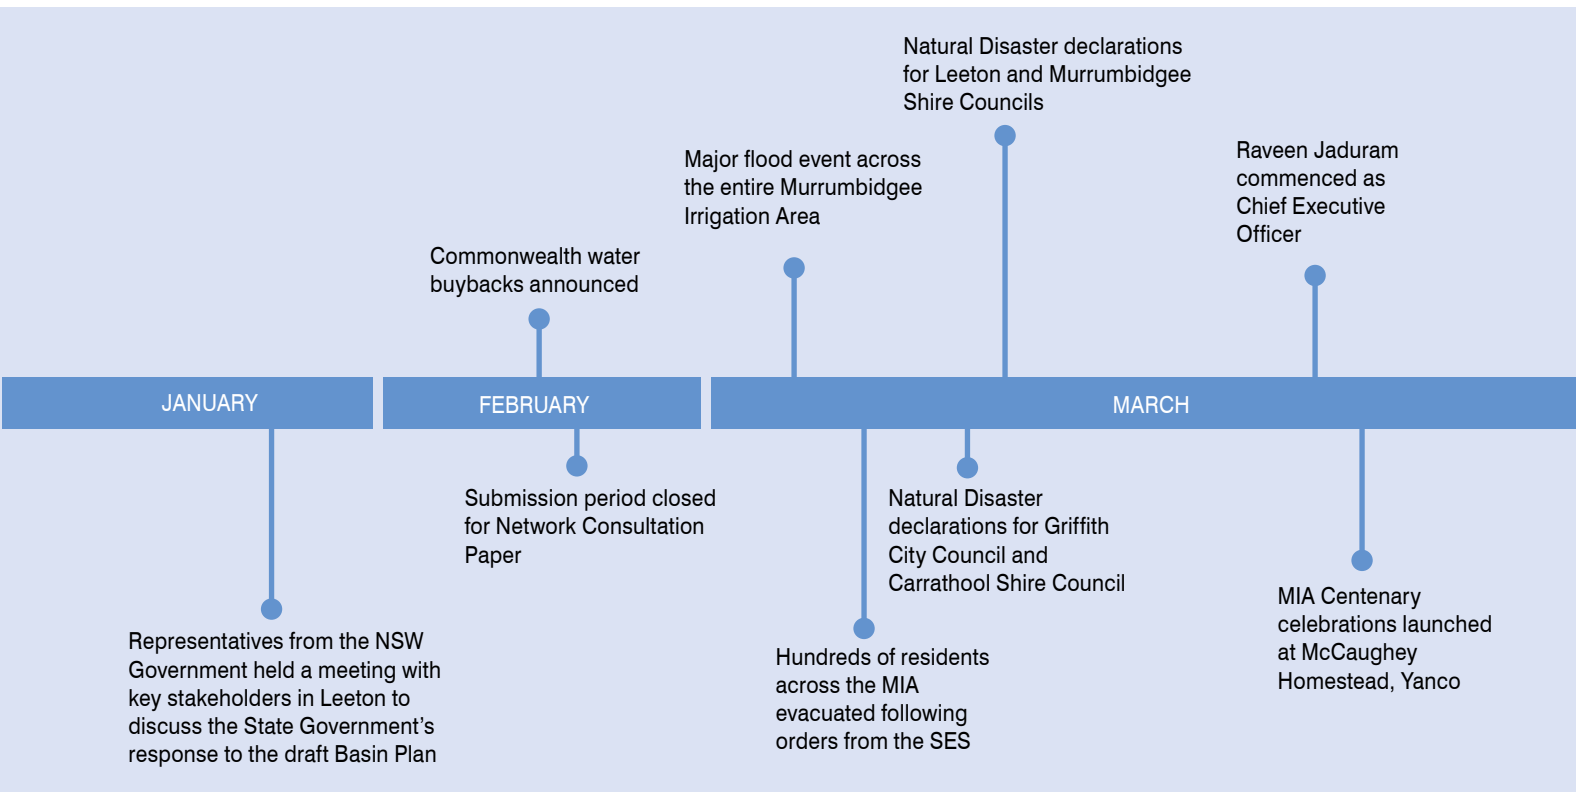 Natural Disaster declarations
for Leeton and Murrumbidgee
Shire Councils
Major flood event across
the entire Murrumbidgee
Irrigation Area
Raveen Jaduram
commenced as
Chief Executive
Officer
Commonwealth water
buybacks announced
JANUARY
FEBRUARY
MARCH
Submission period closed
for Network Consultation
Paper
Natural Disaster
declarations for Griffith
City Council and
Carrathool Shire Council
MIA Centenary
celebrations launched
at McCaughey
Homestead, Yanco
Representatives from the NSW
Government held a meeting with
key stakeholders in Leeton to
discuss the State Government’s
response to the draft Basin Plan
Hundreds of residents
across the MIA
evacuated following
orders from the SES